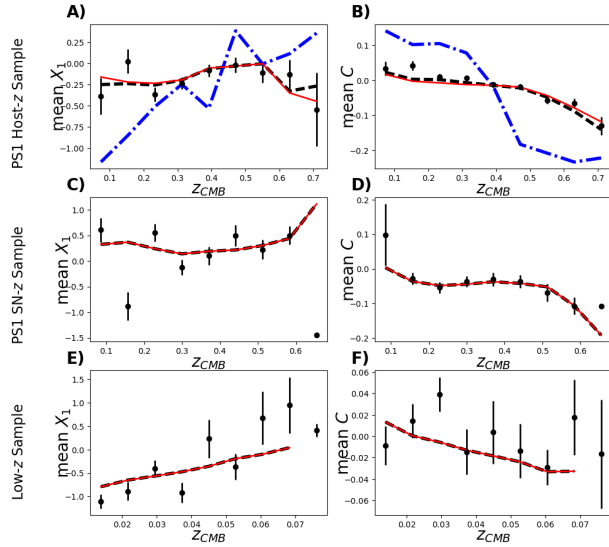 A)
B)
PS1 Host-z Sample
mean X1
0.25
0.00
−0.25
−0.50
−0.75
−1.00
0.1 0.2 0.3 0.4 0.5 0.6 0.7
zCMB
mean C
0.1
0.0
−0.1
−0.2
0.1 0.2 0.3 0.4 0.5 0.6 0.7
zCMB
C)
D)
PS1 SN-z Sample
mean X1
1.0
0.5
0.0
−0.5
−1.0
−1.5
0.1 0.2 0.3 0.4 0.5 0.6
zCMB
mean C
0.2
0.1
0.0
−0.1
−0.2
0.1 0.2 0.3 0.4 0.5 0.6
zCMB
E)
F)
Low-z Sample
mean X1
1.5
1.0
0.5
0.0
−0.5
−1.0
0.02 0.03 0.04 0.05 0.06 0.07
zCMB
mean C
0.06
0.04
0.02
0.00
−0.02
−0.04
−0.06
0.02 0.03 0.04 0.05 0.06 0.07
zCMB